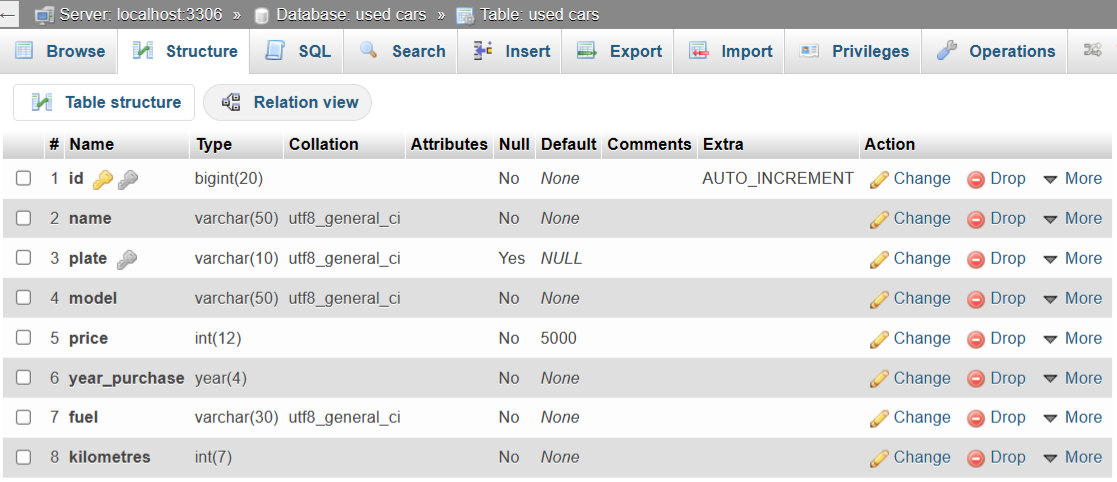 ← Server: localhost:3306 » Database: used cars » Table: used cars
Browse Structure SQL Search Insert Export Import Privileges Operations
Table structure Relation view
# Name Type Collation Attributes Null Default Comments Extra Action
1 id bigint(20) No None AUTO_INCREMENT Change Drop More
2 name varchar(50) utf8_general_ci No None Change Drop More
3 plate varchar(10) utf8_general_ci Yes NULL Change Drop More
4 model varchar(50) utf8_general_ci No None Change Drop More
5 price int(12) No 5000 Change Drop More
6 year_purchase year(4) No None Change Drop More
7 fuel varchar(30) utf8_general_ci No None Change Drop More
8 kilometres int(7) No None Change Drop More